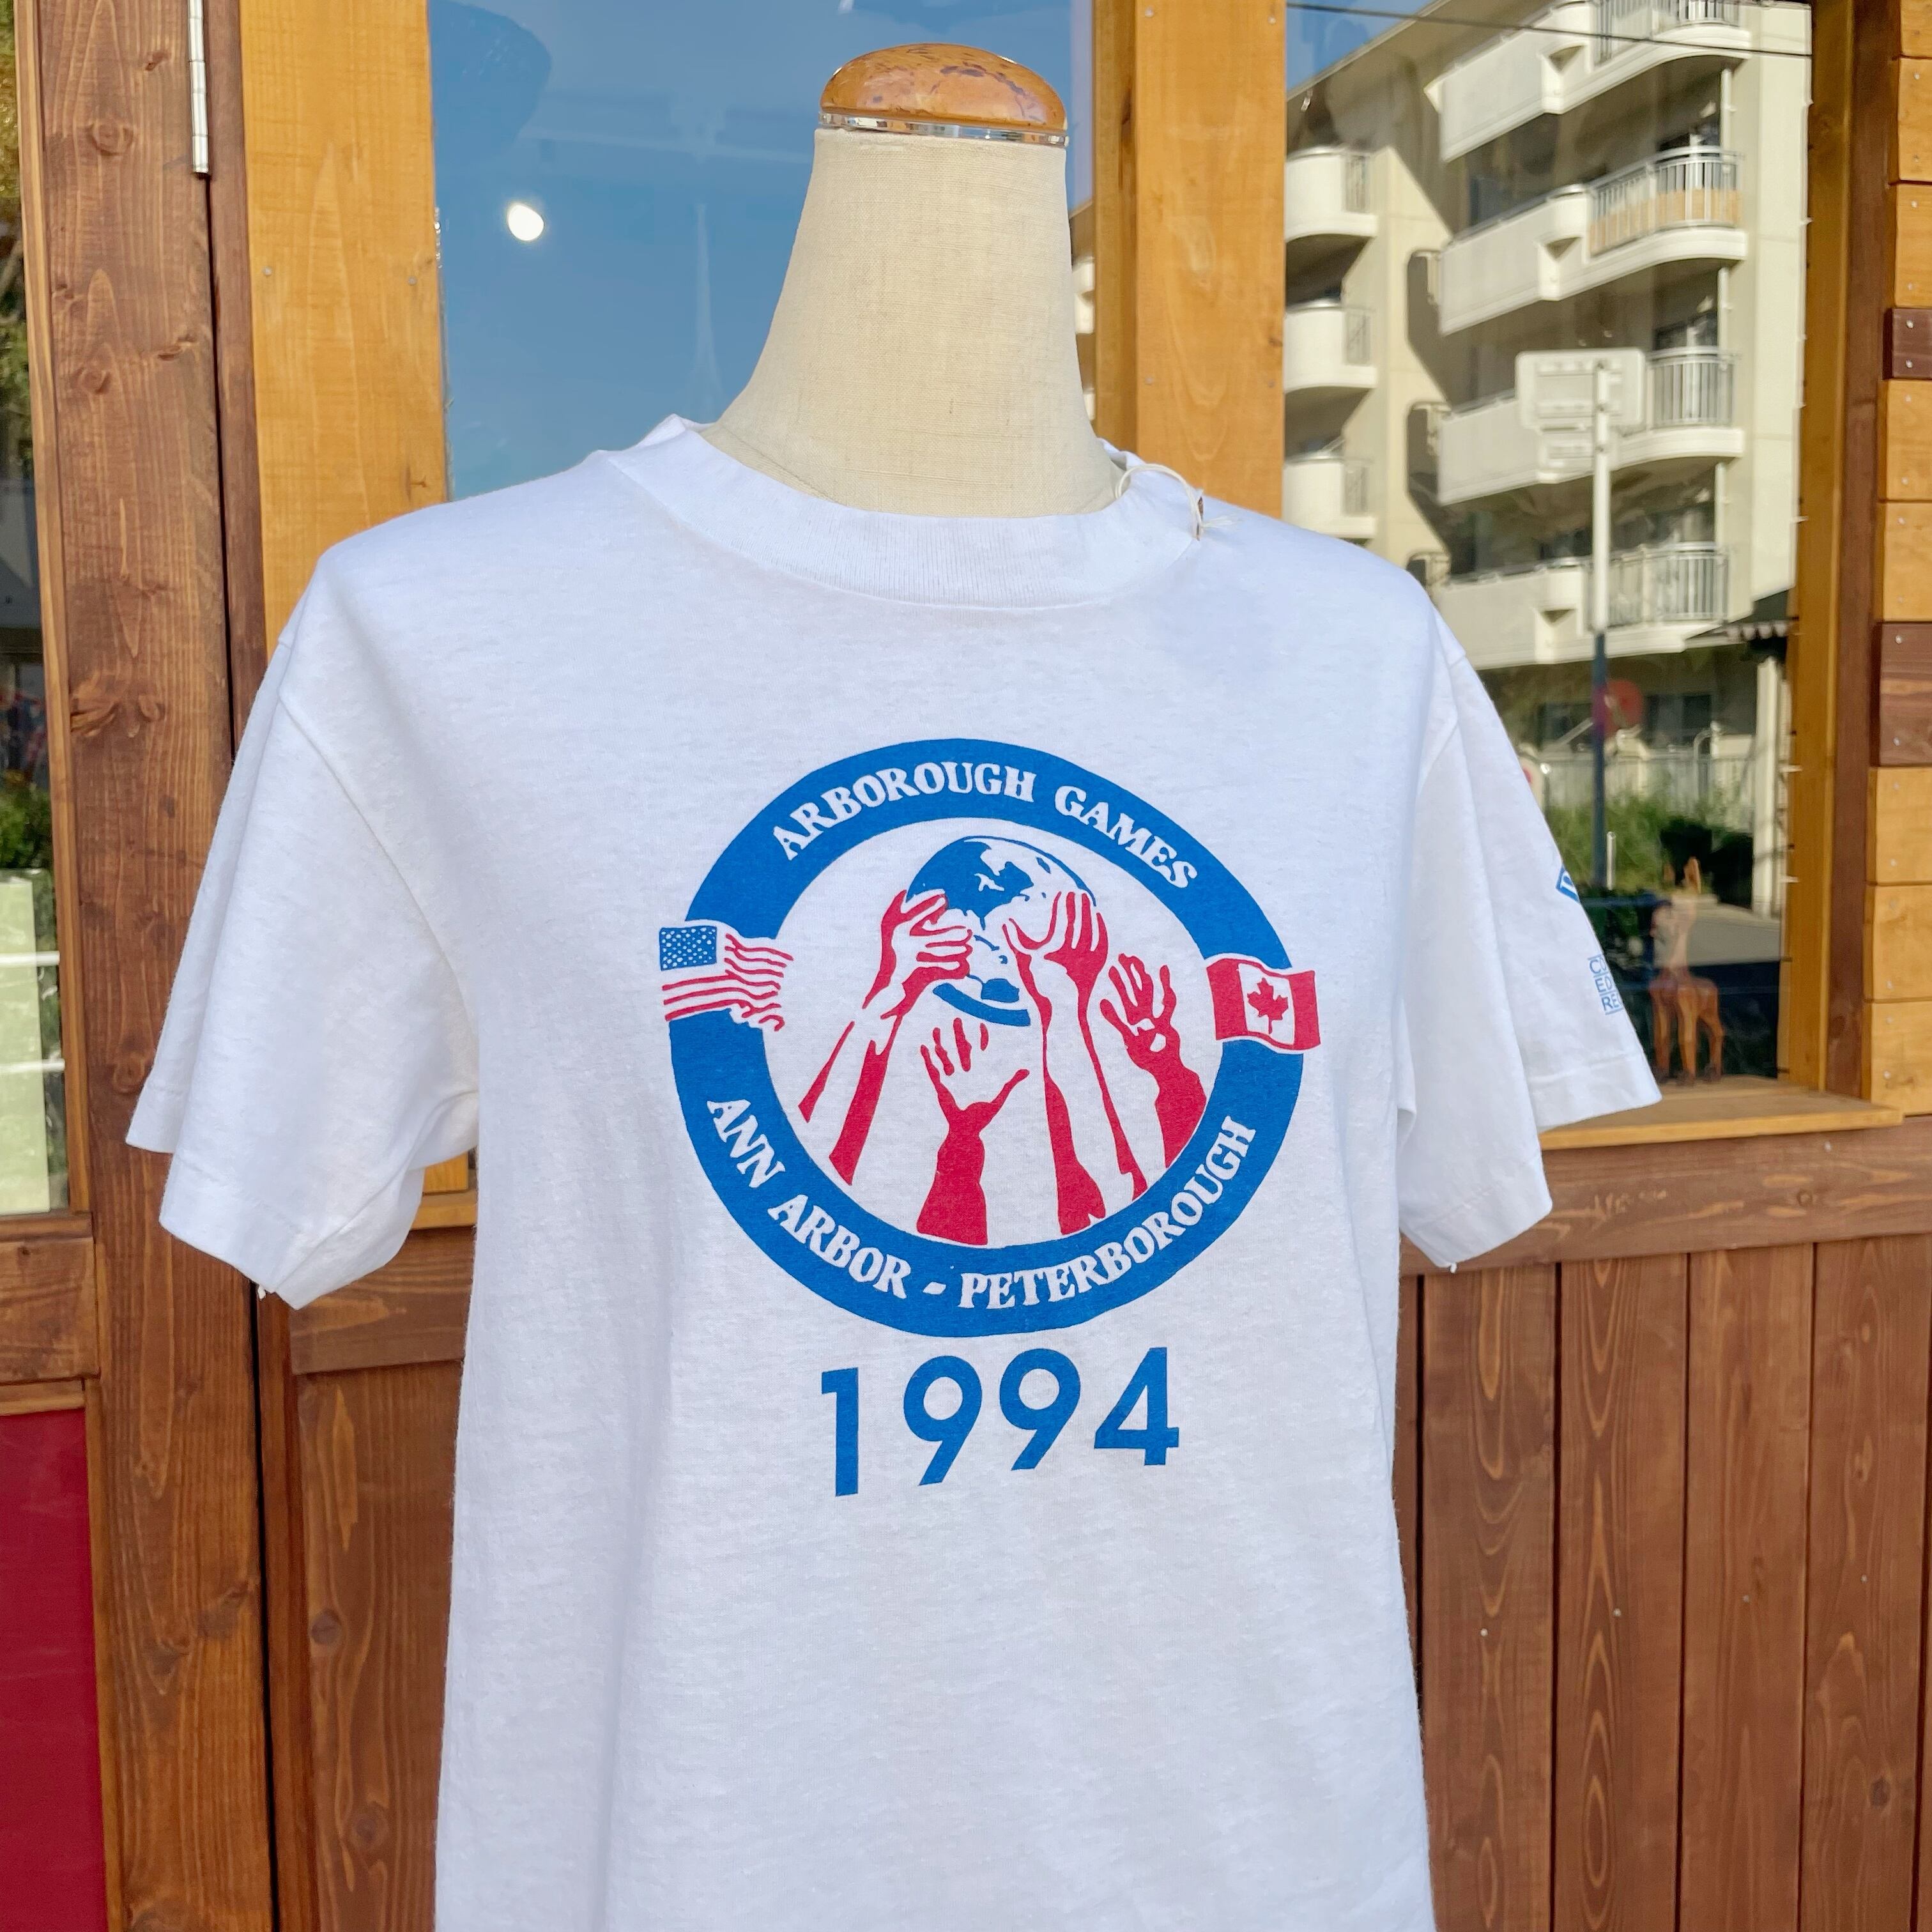 ARBOROUGH GAMES
ANN ARBOR - PETERBOROUGH
1994